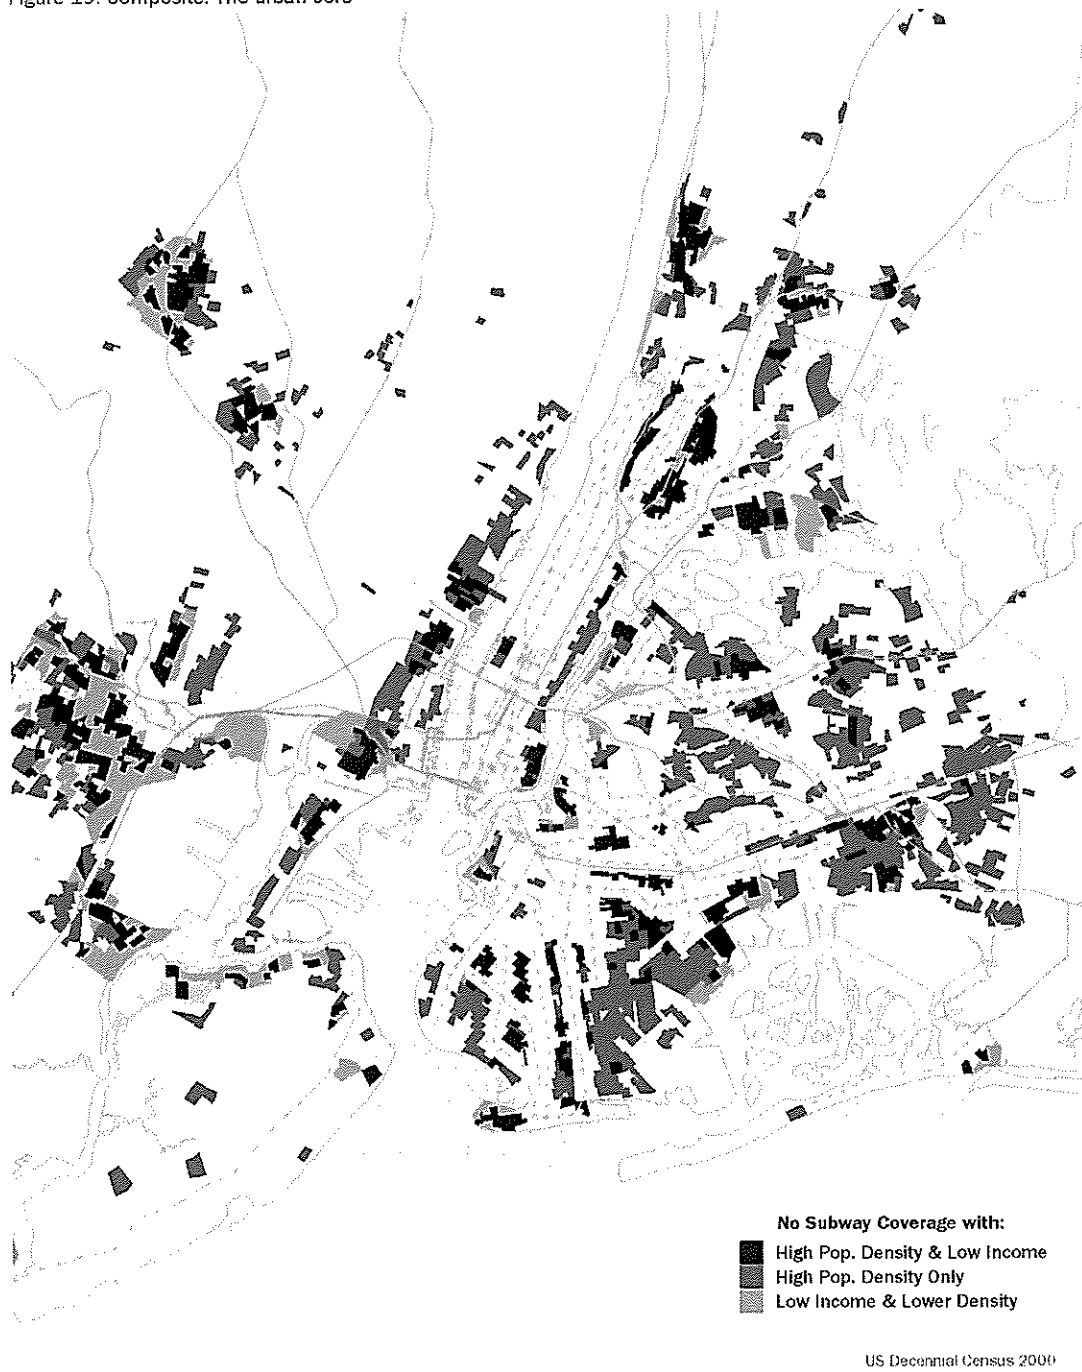 No Subway Coverage with:
High Pop. Density & Low Income
High Pop. Density Only
Low Income & Lower Density
US Decennial Census 2000